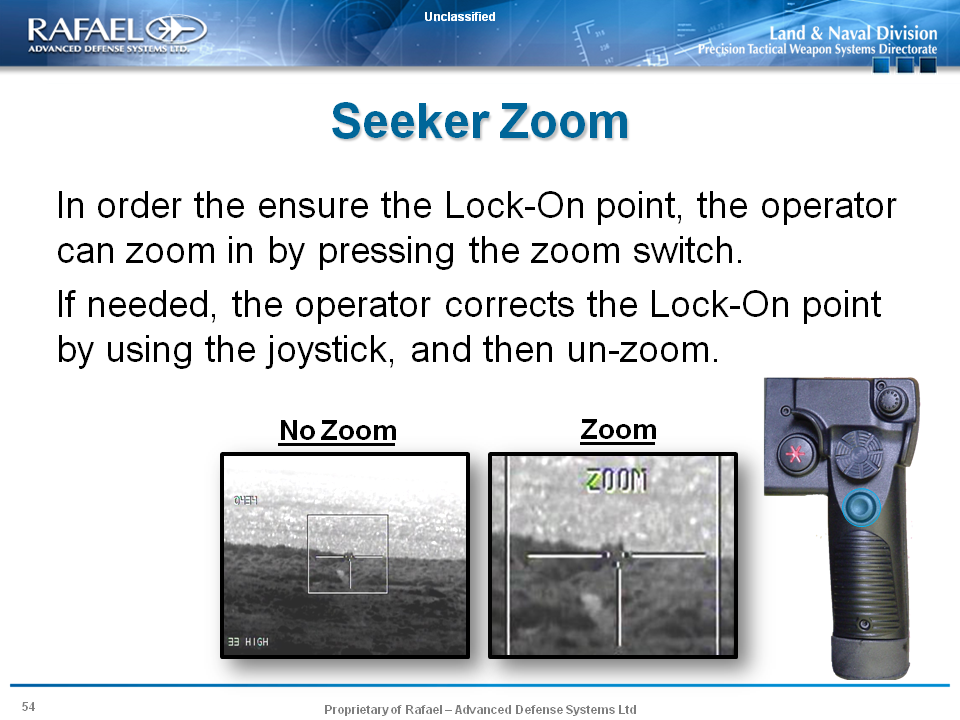 Unclassified
RAFAEL
ADVANCED DEFENSE SYSTEMS LTD.
Land & Naval Division
Precision Tactical Weapon Systems Directorate
Seeker Zoom
In order the ensure the Lock-On point, the operator
can zoom in by pressing the zoom switch.
If needed, the operator corrects the Lock-On point
by using the joystick, and then un-zoom.
No Zoom
Zoom
ZOOM
33 HIGH
54
Proprietary of Rafael – Advanced Defense Systems Ltd